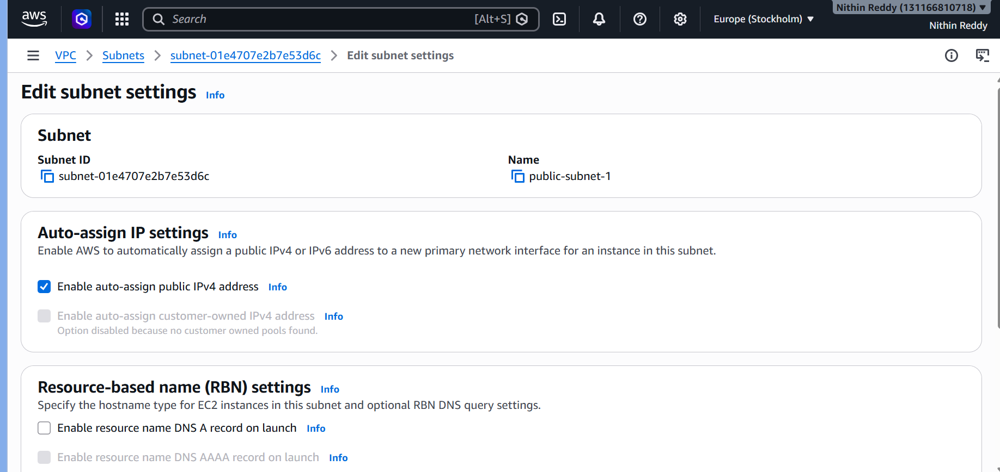 aws
Search [Alt+S]
Europe (Stockholm)
Nithin Reddy (131166810718)
Nithin Reddy
VPC
Subnets
subnet-01e4707e2b7e53d6c
Edit subnet settings
Edit subnet settings Info
Subnet
Subnet ID
subnet-01e4707e2b7e53d6c
Name
public-subnet-1
Auto-assign IP settings Info
Enable AWS to automatically assign a public IPv4 or IPv6 address to a new primary network interface for an instance in this subnet.
Enable auto-assign public IPv4 address Info
Enable auto-assign customer-owned IPv4 address Info
Option disabled because no customer owned pools found.
Resource-based name (RBN) settings Info
Specify the hostname type for EC2 instances in this subnet and optional RBN DNS query settings.
Enable resource name DNS A record on launch Info
Enable resource name DNS AAAA record on launch Info